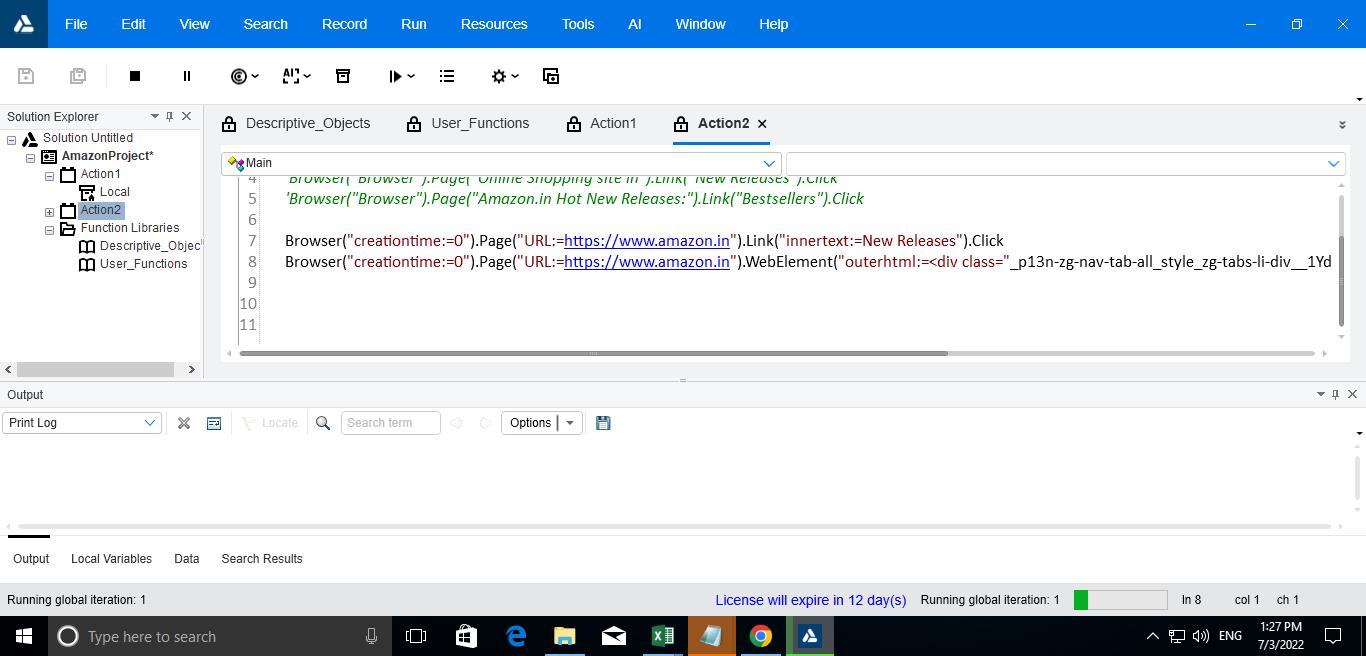 File Edit View Search Record Run Resources Tools AI Window Help
Solution Explorer
Solution Untitled
AmazonProject*
Action1
Local
Action2
Function Libraries
Descriptive_Objec
User_Functions
Descriptive_Objects User_Functions Action1 Action2
Main
4 'Browser("Browser").Page("Online Shopping site in").Link("New Releases").Click
5 'Browser("Browser").Page("Amazon.in Hot New Releases:").Link("Bestsellers").Click
6
7 Browser("creationtime:=0").Page("URL:=https://www.amazon.in").Link("innertext:=New Releases").Click
8 Browser("creationtime:=0").Page("URL:=https://www.amazon.in").WebElement("outerhtml:=<div class="_p13n-zg-nav-tab-all_style_zg-tabs-li-div__1Yd
9
10
11
Output
Print Log Locate Search term Options
Output Local Variables Data Search Results
Running global iteration: 1 License will expire in 12 day(s) Running global iteration: 1 ln 8 col 1 ch 1
Type here to search ENG 1:27 PM
7/3/2022